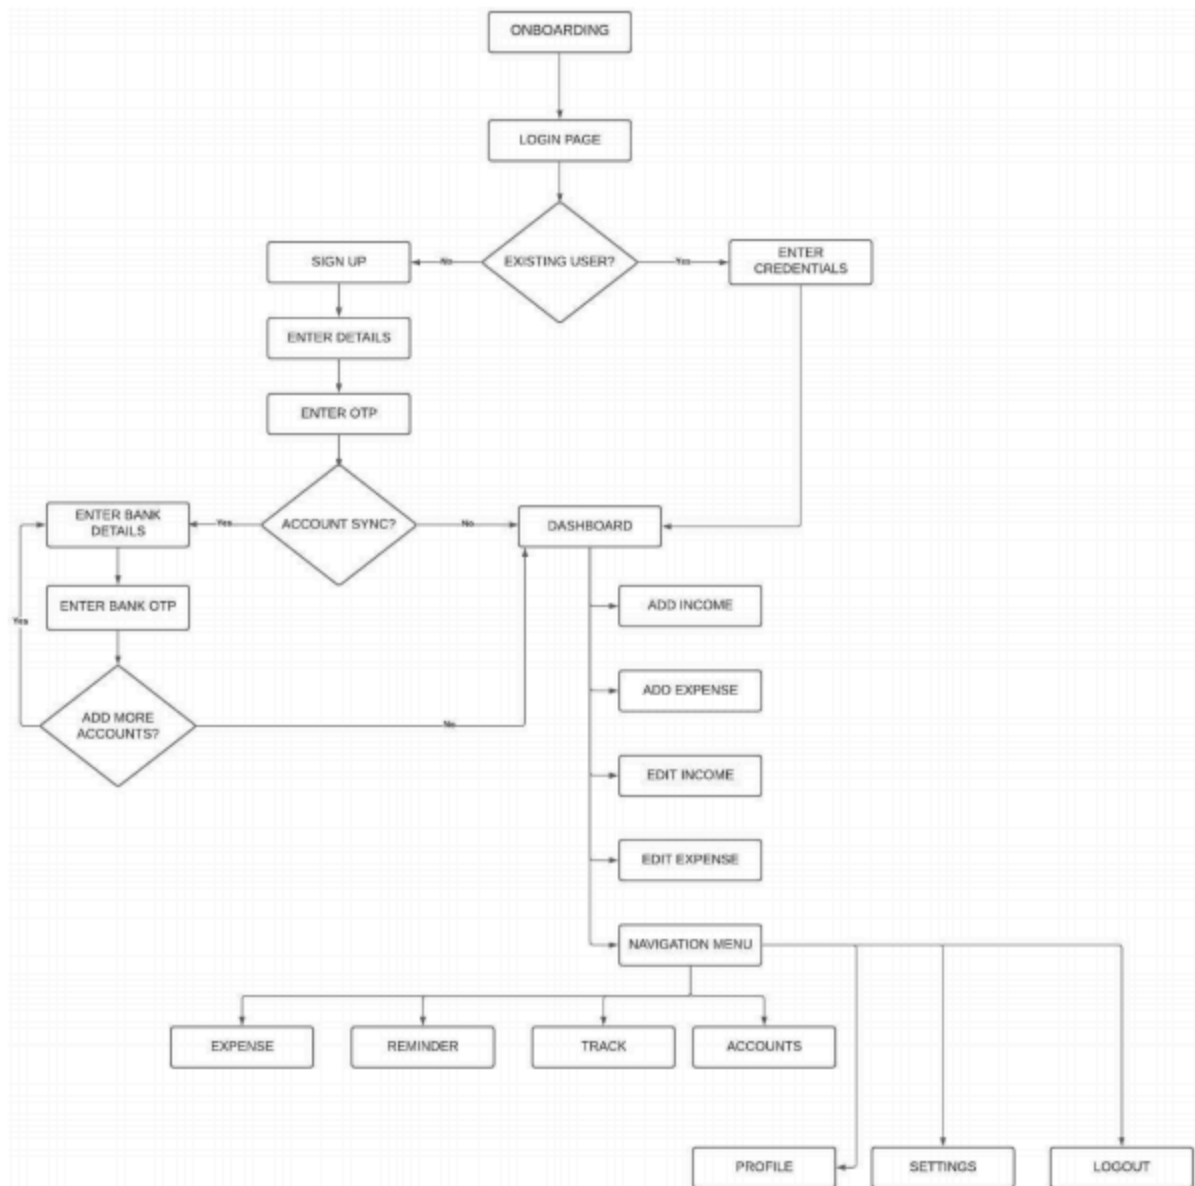 ONBOARDING
LOGIN PAGE
SIGN UP
No
EXISTING USER?
Yes
ENTER
CREDENTIALS
ENTER DETAILS
ENTER OTP
ENTER BANK
DETAILS
Yes
ACCOUNT SYNC?
No
DASHBOARD
ENTER BANK OTP
ADD INCOME
Yes
ADD EXPENSE
ADD MORE
ACCOUNTS?
No
EDIT INCOME
EDIT EXPENSE
NAVIGATION MENU
EXPENSE
REMINDER
TRACK
ACCOUNTS
PROFILE
SETTINGS
LOGOUT